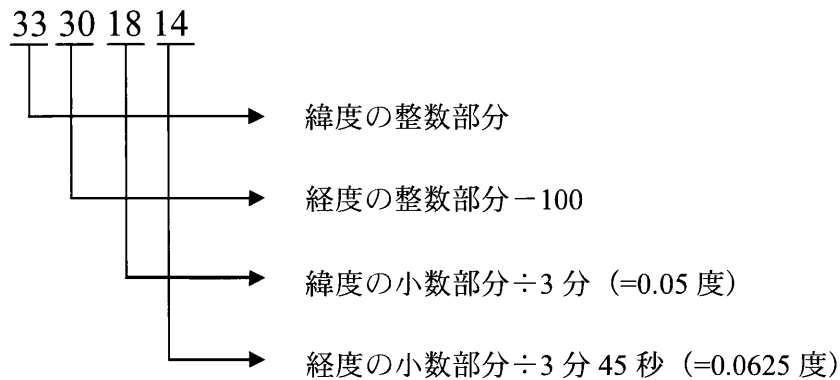 33 30 18 14
緯度の整数部分
経度の整数部分－100
緯度の小数部分÷3 分（=0.05 度）
経度の小数部分÷3 分 45 秒（=0.0625 度）